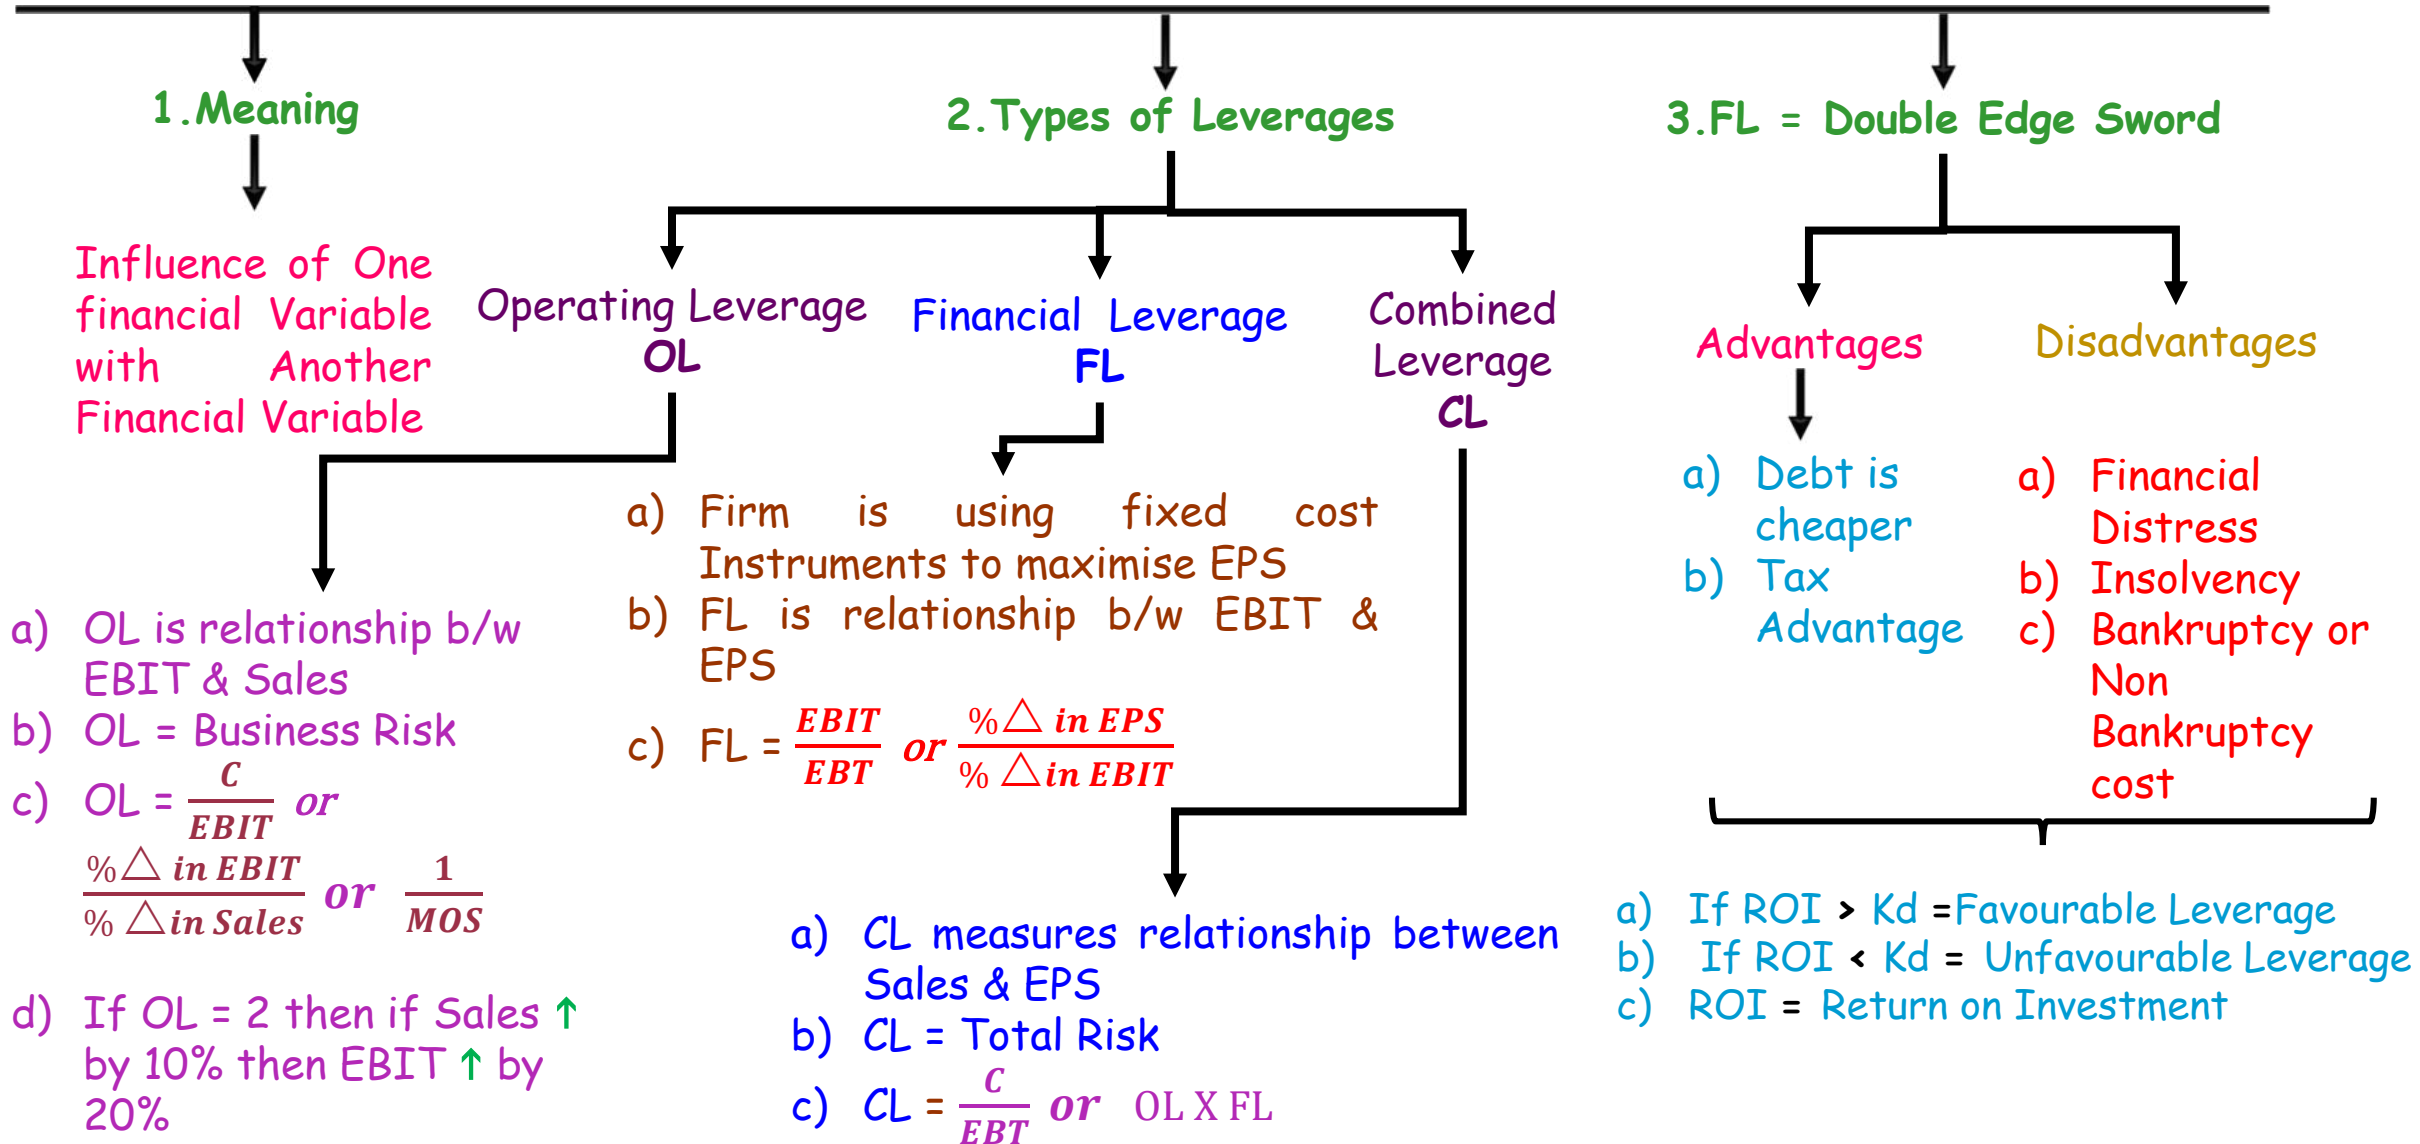 1.Meaning
Influence of One
financial Variable
with Another
Financial Variable
2.Types of Leverages
Operating Leverage
OL
a) OL is relationship b/w
EBIT & Sales
b) OL = Business Risk
c) OL = C/EBIT or
%△ in EBIT/% △in Sales or 1/MOS
d) If OL = 2 then if Sales ↑
by 10% then EBIT ↑ by
20%
Financial Leverage
FL
a) Firm is using fixed cost
Instruments to maximise EPS
b) FL is relationship b/w EBIT &
EPS
c) FL = EBIT/EBT or %△ in EPS/% △in EBIT
Combined
Leverage
CL
a) CL measures relationship between
Sales & EPS
b) CL = Total Risk
c) CL = C/EBT or OL X FL
3.FL = Double Edge Sword
Advantages
a) Debt is
cheaper
b) Tax
Advantage
Disadvantages
a) Financial
Distress
b) Insolvency
c) Bankruptcy or
Non
Bankruptcy
cost
a) If ROI > Kd =Favourable Leverage
b) If ROI < Kd = Unfavourable Leverage
c) ROI = Return on Investment